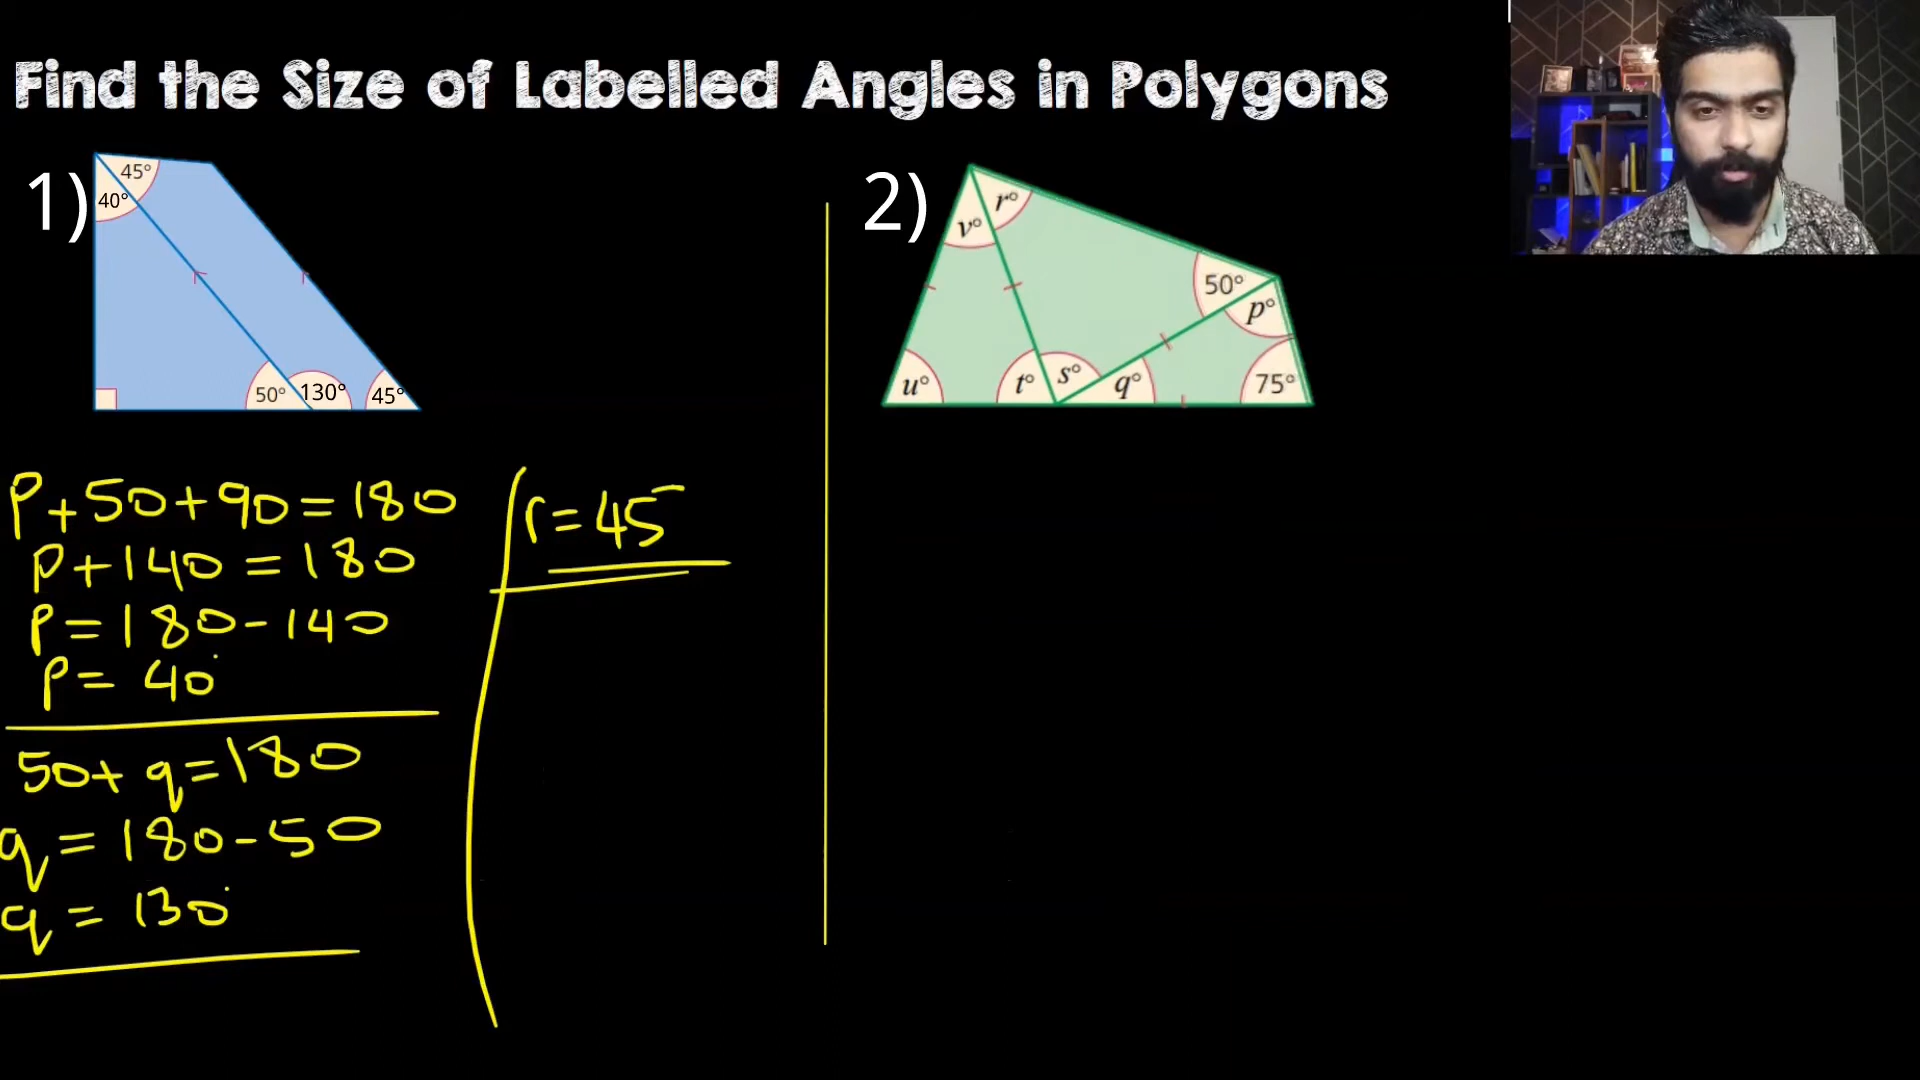 Find the Size of Labelled Angles in Polygons
1)
45°
40°
50° 130° 45°
2)
v° r°
50°
p°
u° t° s° q° 75°
P+50+90=180
P+140=180
P=180-140
P=40
50+q=180
q=180-50
q=130
r=45